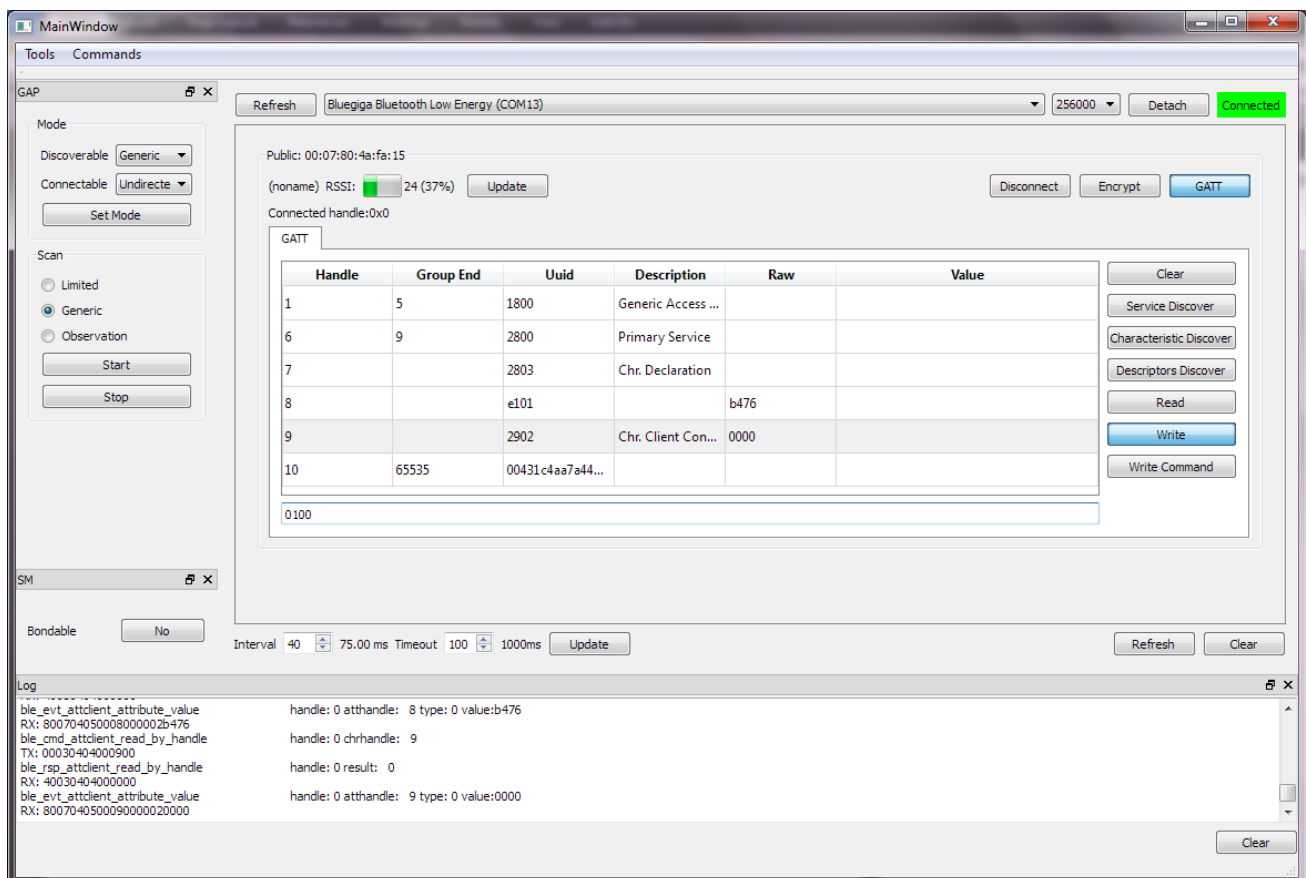 MainWindow
Tools Commands
GAP
Mode
Discoverable Generic
Connectable Undirecte
Set Mode
Scan
Limited
Generic
Observation
Start
Stop
SM
Bondable No
Refresh Bluegiga Bluetooth Low Energy (COM13) 256000 Detach Connected
Public: 00:07:80:4a:fa:15
(noname) RSSI: 24 (37%) Update Disconnect Encrypt GATT
Connected handle:0x0
GATT
Handle Group End Uuid Description Raw Value
1 5 1800 Generic Access ...
6 9 2800 Primary Service
7 2803 Chr. Declaration
8 e101 b476
9 2902 Chr. Client Con... 0000
10 65535 00431c4aa7a44...
0100
Clear
Service Discover
Characteristic Discover
Descriptors Discover
Read
Write
Write Command
Interval 40 75.00 ms Timeout 100 1000ms Update Refresh Clear
Log
ble_evt_attclient_attribute_value handle: 0 atthandle: 8 type: 0 value:b476
RX: 800704050008000002b476
ble_cmd_attclient_read_by_handle handle: 0 chrhandle: 9
TX: 00030404000900
ble_rsp_attclient_read_by_handle handle: 0 result: 0
RX: 40030404000000
ble_evt_attclient_attribute_value handle: 0 atthandle: 9 type: 0 value:0000
RX: 8007040500090000020000
Clear